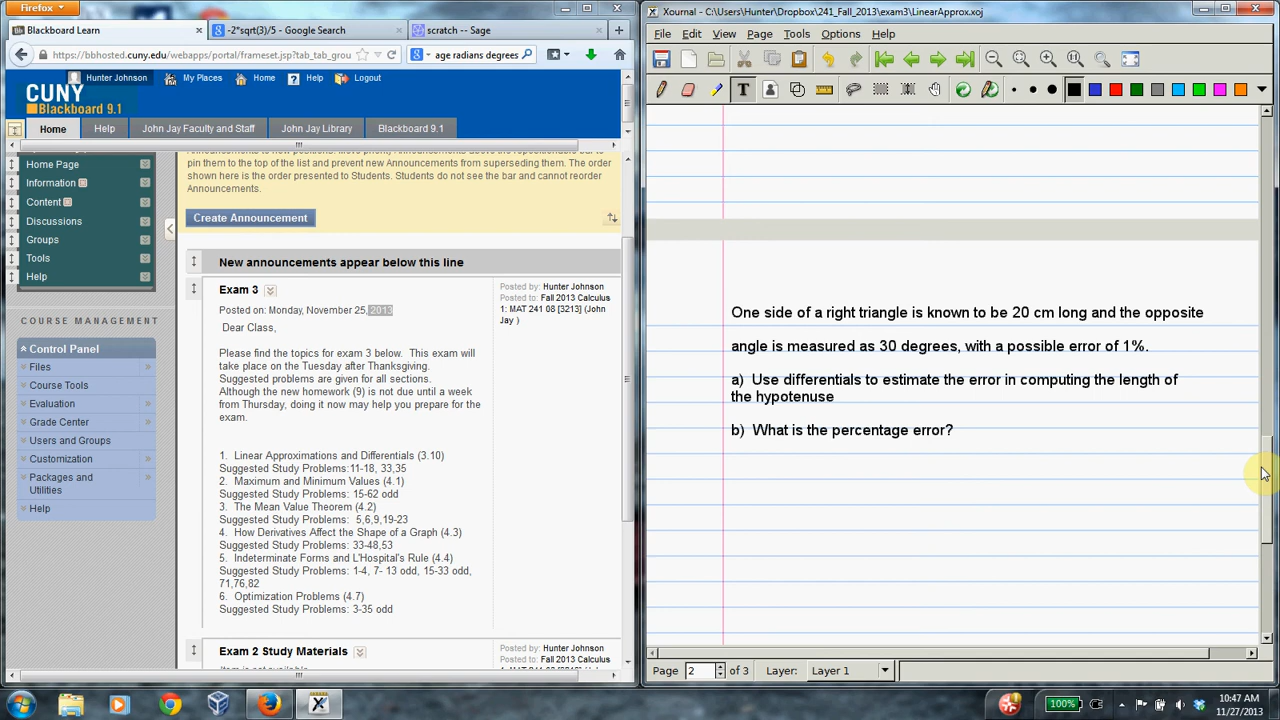 Firefox
Blackboard Learn
-2*sqrt(3)/5 - Google Search
scratch -- Sage
https://bbhosted.cuny.edu/webapps/portal/frameset.jsp?tab_tab_grou
age radians degrees
Hunter Johnson
My Places
Home
Help
Logout
CUNY
Blackboard 9.1
Home
Help
John Jay Faculty and Staff
John Jay Library
Blackboard 9.1
Home Page
Information
Content
Discussions
Groups
Tools
Help
COURSE MANAGEMENT
Control Panel
Files
Course Tools
Evaluation
Grade Center
Users and Groups
Customization
Packages and
Utilities
Help
pin them to the top of the list and prevent new Announcements from superseding them. The order
shown here is the order presented to Students. Students do not see the bar and cannot reorder
Announcements.
Create Announcement
New announcements appear below this line
Exam 3
Posted on: Monday, November 25, 2013
Dear Class,
Please find the topics for exam 3 below. This exam will
take place on the Tuesday after Thanksgiving.
Suggested problems are given for all sections.
Although the new homework (9) is not due until a week
from Thursday, doing it now may help you prepare for the
exam.
1. Linear Approximations and Differentials (3.10)
Suggested Study Problems:11-18, 33,35
2. Maximum and Minimum Values (4.1)
Suggested Study Problems: 15-62 odd
3. The Mean Value Theorem (4.2)
Suggested Study Problems: 5,6,9,19-23
4. How Derivatives Affect the Shape of a Graph (4.3)
Suggested Study Problems: 33-48,53
5. Indeterminate Forms and L'Hospital's Rule (4.4)
Suggested Study Problems: 1-4, 7- 13 odd, 15-33 odd,
71,76,82
6. Optimization Problems (4.7)
Suggested Study Problems: 3-35 odd
Posted by: Hunter Johnson
Posted to: Fall 2013 Calculus
1: MAT 241 08 [3213] (John
Jay )
Exam 2 Study Materials
Posted by: Hunter Johnson
Posted to: Fall 2013 Calculus
Xournal - C:\Users\Hunter\Dropbox\241_Fall_2013\exam3\LinearApprox.xoj
File Edit View Page Tools Options Help
One side of a right triangle is known to be 20 cm long and the opposite
angle is measured as 30 degrees, with a possible error of 1%.
a) Use differentials to estimate the error in computing the length of
the hypotenuse
b) What is the percentage error?
Page 2 of 3 Layer: Layer 1
100%
10:47 AM
11/27/2013